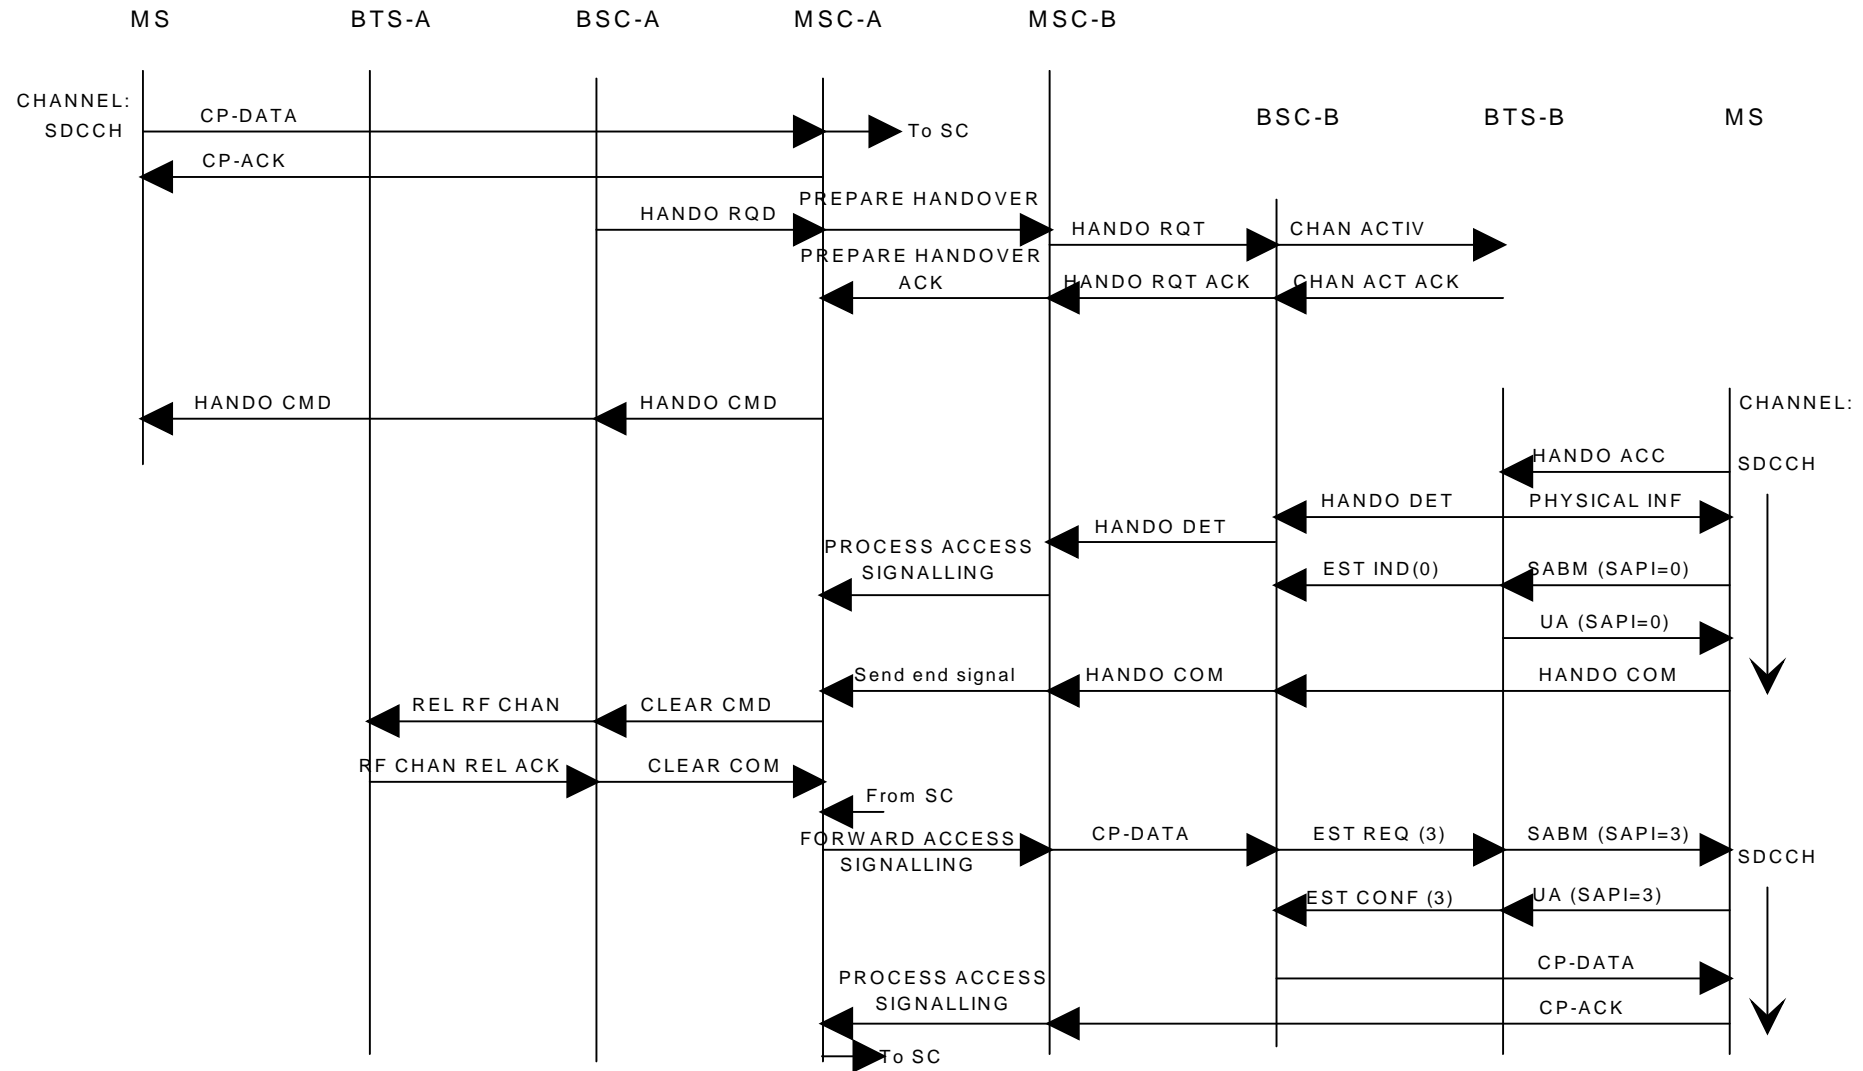 MS BTS-A BSC-A MSC-A MSC-B
CHANNEL:
SDCCH
CP-DATA
To SC
BSC-B BTS-B MS
CP-ACK
PREPARE HANDOVER
HANDO RQD
HANDO RQT
CHAN ACTIV
PREPARE HANDOVER
ACK
HANDO RQT ACK
CHAN ACT ACK
HANDO CMD
HANDO CMD
CHANNEL:
HANDO ACC
SDCCH
HANDO DET
PHYSICAL INF
HANDO DET
PROCESS ACCESS
SIGNALLING
EST IND(0)
SABM (SAPI=0)
UA (SAPI=0)
Send end signal
HANDO COM
HANDO COM
REL RF CHAN
CLEAR CMD
RF CHAN REL ACK
CLEAR COM
From SC
FORWARD ACCESS
SIGNALLING
CP-DATA
EST REQ (3)
SABM (SAPI=3)
SDCCH
EST CONF (3)
UA (SAPI=3)
CP-DATA
PROCESS ACCESS
SIGNALLING
CP-ACK
To SC